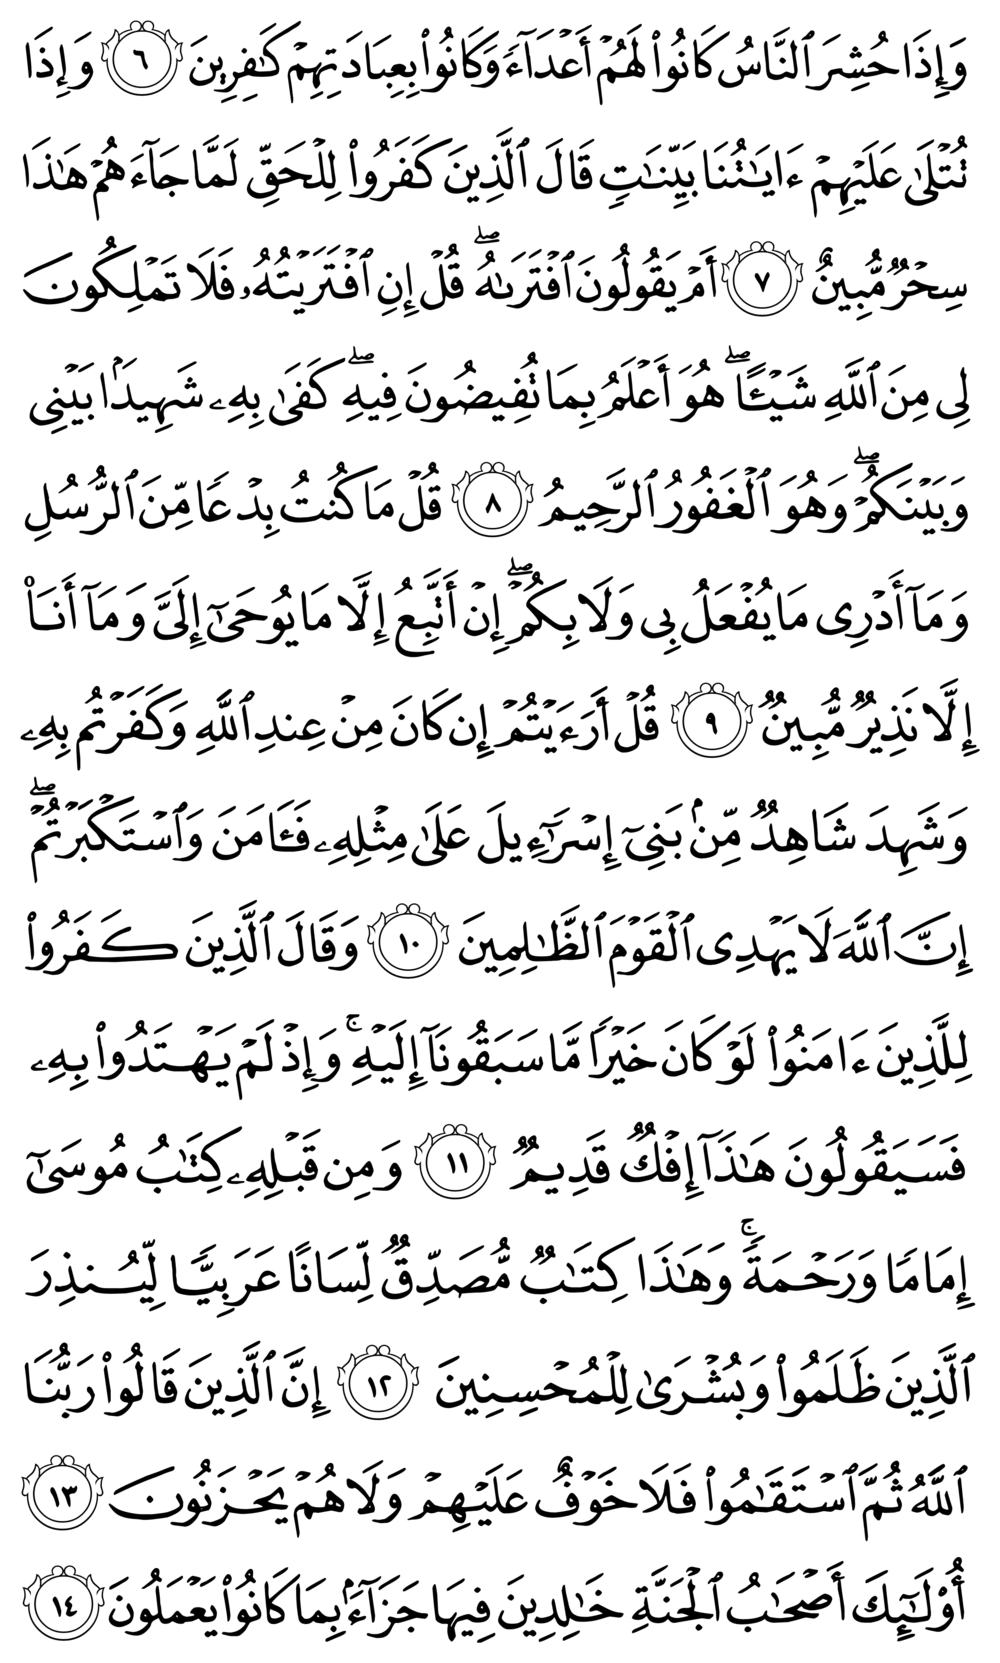 وَإِذَا حُشِرَ ٱلنَّاسُ كَانُوا۟ لَهُمْ أَعْدَآءً وَكَانُوا۟ بِعِبَادَتِهِمْ كَـٰفِرِينَ ٦ وَإِذَا
تُتْلَىٰ عَلَيْهِمْ ءَايَـٰتُنَا بَيِّنَـٰتٍ قَالَ ٱلَّذِينَ كَفَرُوا۟ لِلْحَقِّ لَمَّا جَآءَهُمْ هَـٰذَا
سِحْرٌ مُّبِينٌ ٧ أَمْ يَقُولُونَ ٱفْتَرَىٰهُ ۖ قُلْ إِنِ ٱفْتَرَيْتُهُۥ فَلَا تَمْلِكُونَ
لِى مِنَ ٱللَّهِ شَيْـًٔا ۖ هُوَ أَعْلَمُ بِمَا تُفِيضُونَ فِيهِ ۖ كَفَىٰ بِهِۦ شَهِيدًۢا بَيْنِى
وَبَيْنَكُمْ ۖ وَهُوَ ٱلْغَفُورُ ٱلرَّحِيمُ ٨ قُلْ مَا كُنتُ بِدْعًا مِّنَ ٱلرُّسُلِ
وَمَآ أَدْرِى مَا يُفْعَلُ بِى وَلَا بِكُمْ ۖ إِنْ أَتَّبِعُ إِلَّا مَا يُوحَىٰٓ إِلَىَّ وَمَآ أَنَا۠
إِلَّا نَذِيرٌ مُّبِينٌ ٩ قُلْ أَرَءَيْتُمْ إِن كَانَ مِنْ عِندِ ٱللَّهِ وَكَفَرْتُم بِهِۦ
وَشَهِدَ شَاهِدٌ مِّنۢ بَنِىٓ إِسْرَٰٓءِيلَ عَلَىٰ مِثْلِهِۦ فَـَٔامَنَ وَٱسْتَكْبَرْتُمْ ۖ
إِنَّ ٱللَّهَ لَا يَهْدِى ٱلْقَوْمَ ٱلظَّـٰلِمِينَ ١٠ وَقَالَ ٱلَّذِينَ كَفَرُوا۟
لِلَّذِينَ ءَامَنُوا۟ لَوْ كَانَ خَيْرًا مَّا سَبَقُونَآ إِلَيْهِ ۚ وَإِذْ لَمْ يَهْتَدُوا۟ بِهِۦ
فَسَيَقُولُونَ هَـٰذَآ إِفْكٌ قَدِيمٌ ١١ وَمِن قَبْلِهِۦ كِتَـٰبُ مُوسَىٰٓ
إِمَامًا وَرَحْمَةً ۚ وَهَـٰذَا كِتَـٰبٌ مُّصَدِّقٌ لِّسَانًا عَرَبِيًّا لِّيُنذِرَ
ٱلَّذِينَ ظَلَمُوا۟ وَبُشْرَىٰ لِلْمُحْسِنِينَ ١٢ إِنَّ ٱلَّذِينَ قَالُوا۟ رَبُّنَا
ٱللَّهُ ثُمَّ ٱسْتَقَـٰمُوا۟ فَلَا خَوْفٌ عَلَيْهِمْ وَلَا هُمْ يَحْزَنُونَ ١٣
أُو۟لَـٰٓئِكَ أَصْحَـٰبُ ٱلْجَنَّةِ خَـٰلِدِينَ فِيهَا جَزَآءًۢ بِمَا كَانُوا۟ يَعْمَلُونَ ١٤